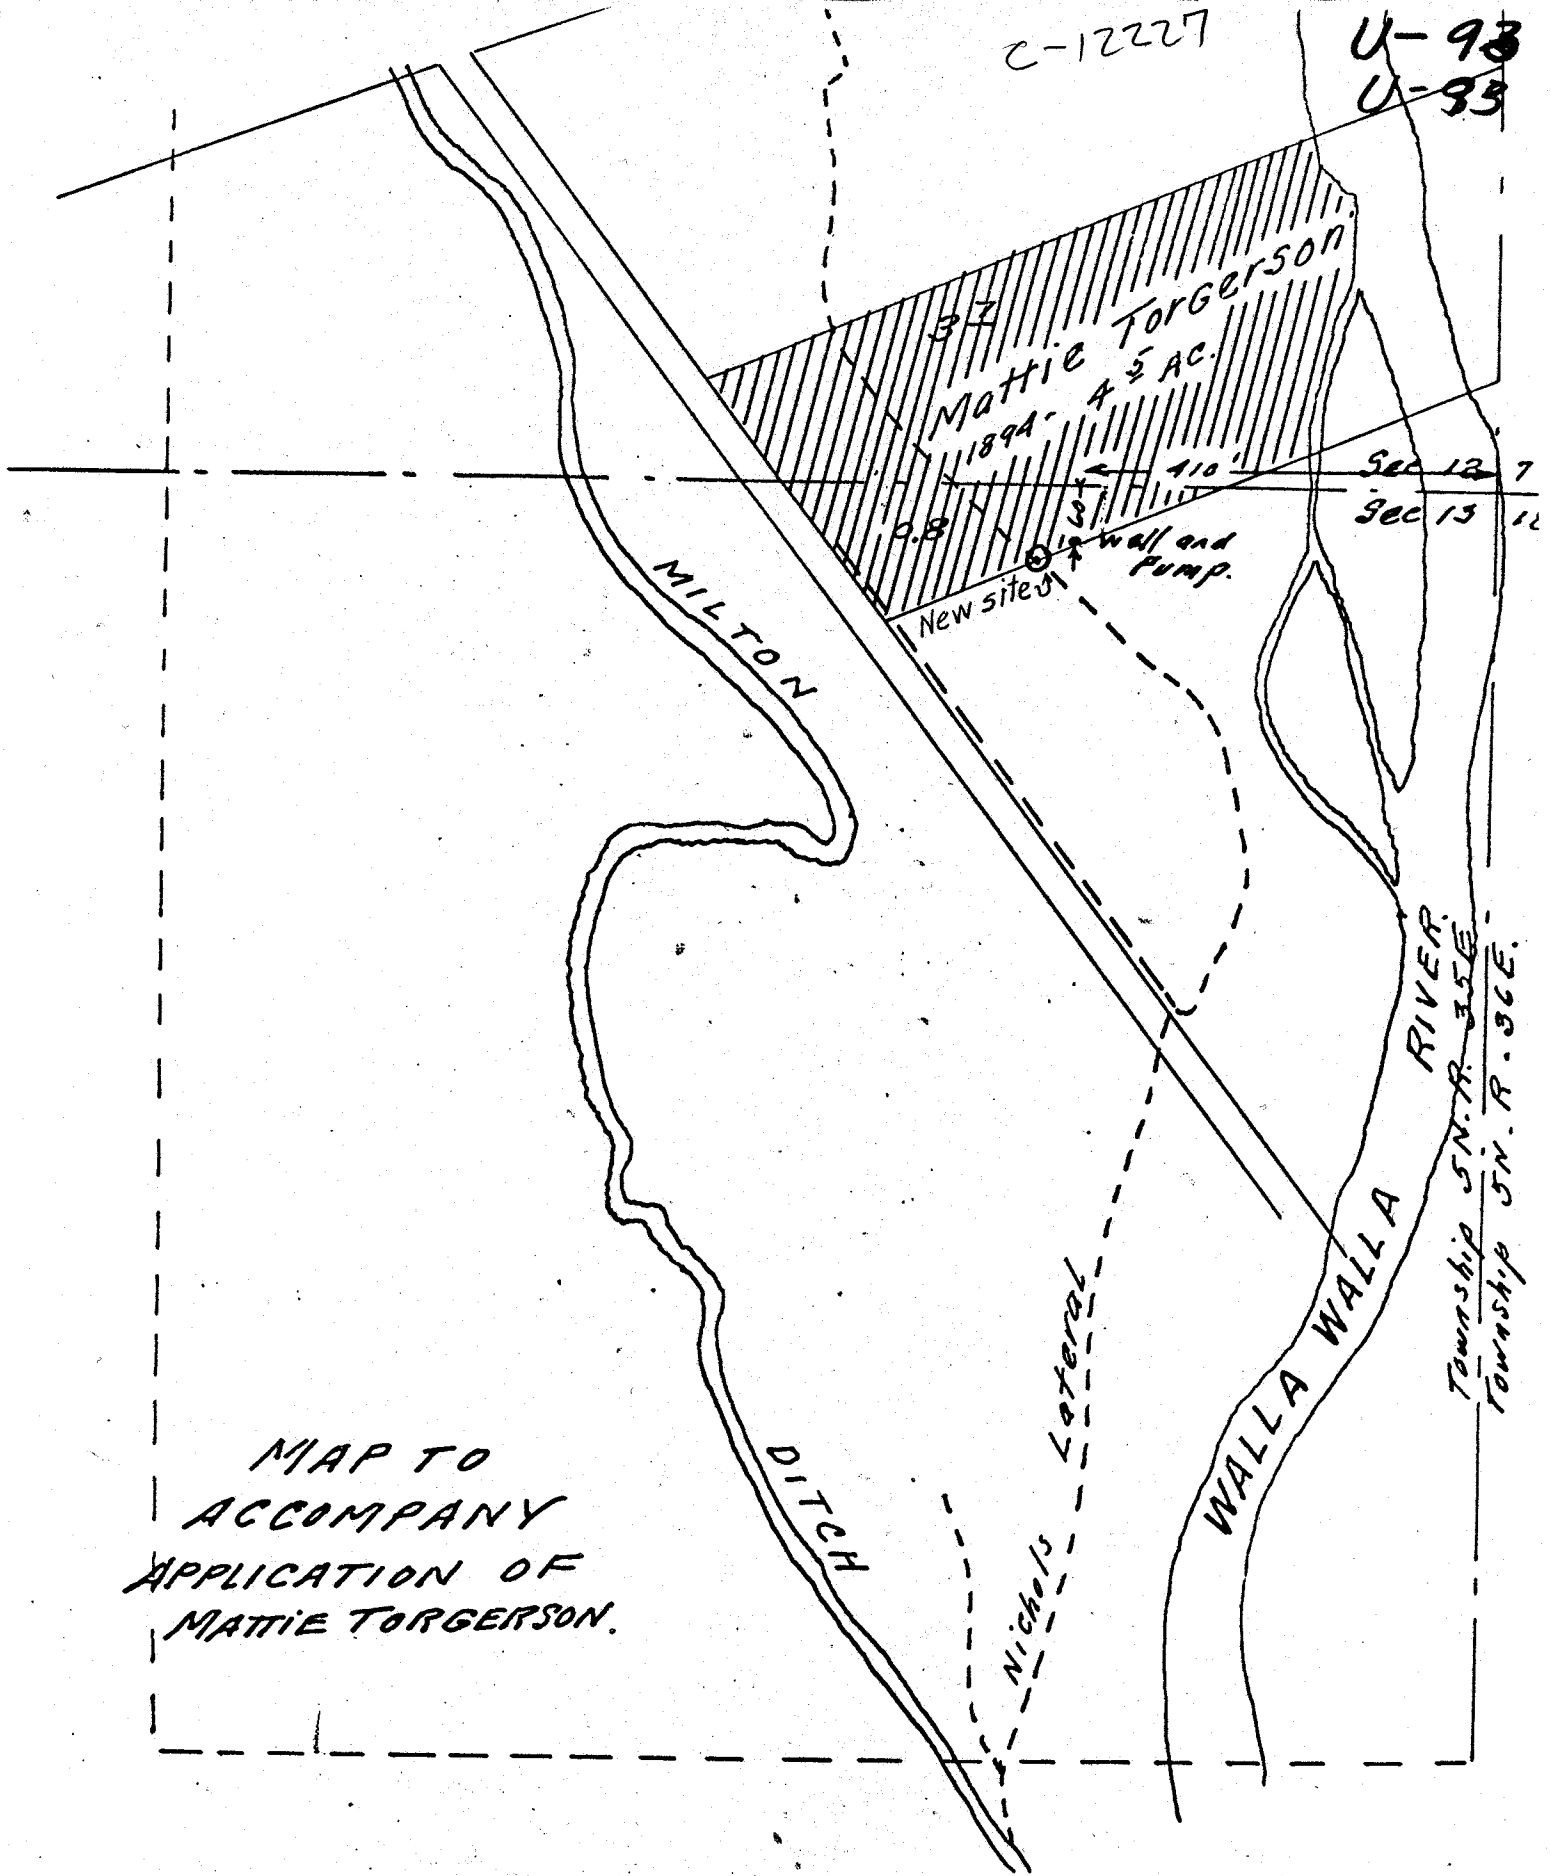 C-12227
U-93
U-93
3 7
Mattie Torgerson
1894 - 4 5 Ac.
410'
Sec 12 7
Sec 13
0.8
Well and
Pump.
New site
MILTON
DITCH
Nichols Lateral
WALLA WALLA RIVER.
Township 5N. R. 35E
Township 5N. R. 36E.
MAP TO
ACCOMPANY
APPLICATION OF
MATTIE TORGERSON.